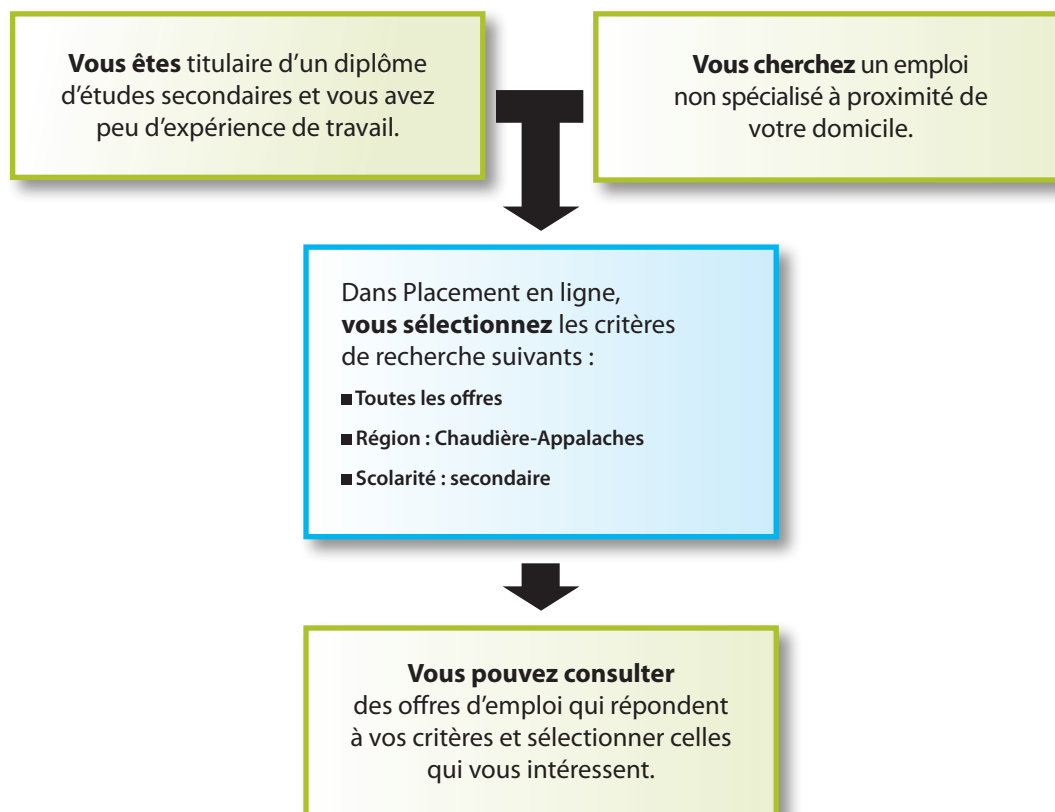 Vous êtes titulaire d’un diplôme
d’études secondaires et vous avez
peu d’expérience de travail.
Vous cherchez un emploi
non spécialisé à proximité de
votre domicile.
Dans Placement en ligne,
vous sélectionnez les critères
de recherche suivants :
■ Toutes les offres
■ Région : Chaudière-Appalaches
■ Scolarité : secondaire
Vous pouvez consulter
des offres d’emploi qui répondent
à vos critères et sélectionner celles
qui vous intéressent.